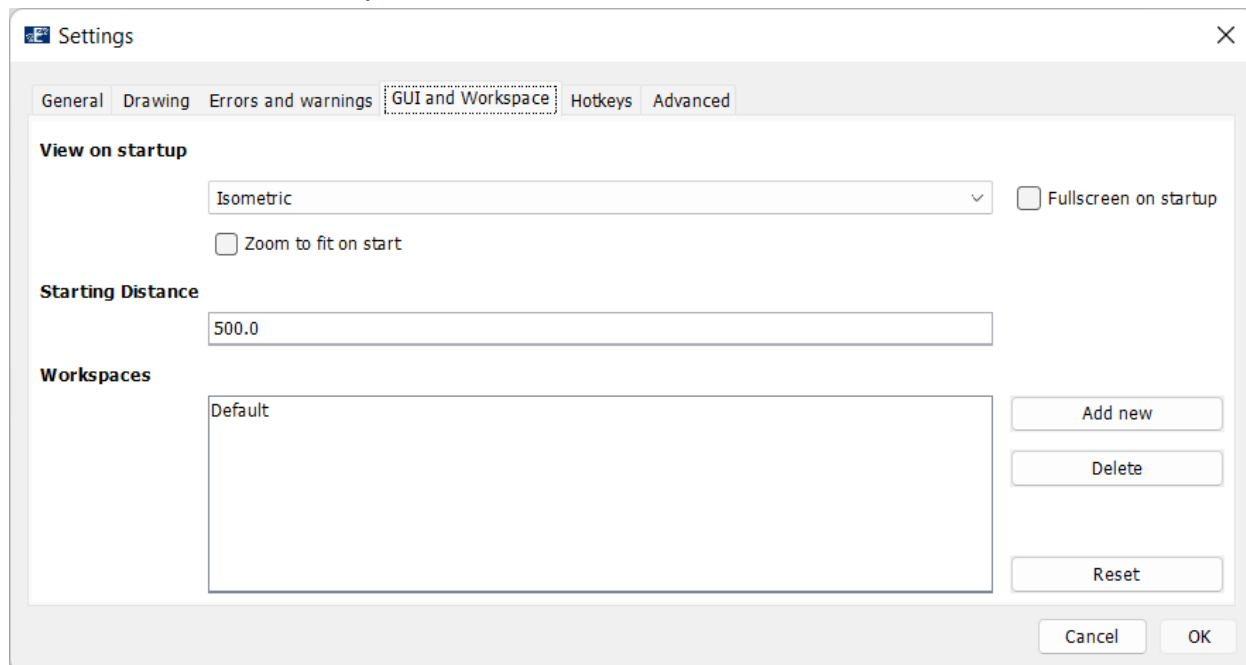 Settings
General Drawing Errors and warnings GUI and Workspace Hotkeys Advanced
View on startup
Isometric Fullscreen on startup
Zoom to fit on start
Starting Distance
500.0
Workspaces
Default Add new
Delete
Reset
Cancel OK